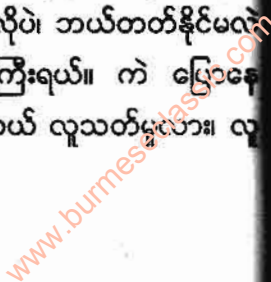 လိုပဲ၊ ဘယ်တတ်နိုင်မလဲ
ကြီးရယ်။ ကဲ ပြောနေ
ယ် လူသတ်မှုလား၊ လူ
www.burmeseclassic.com